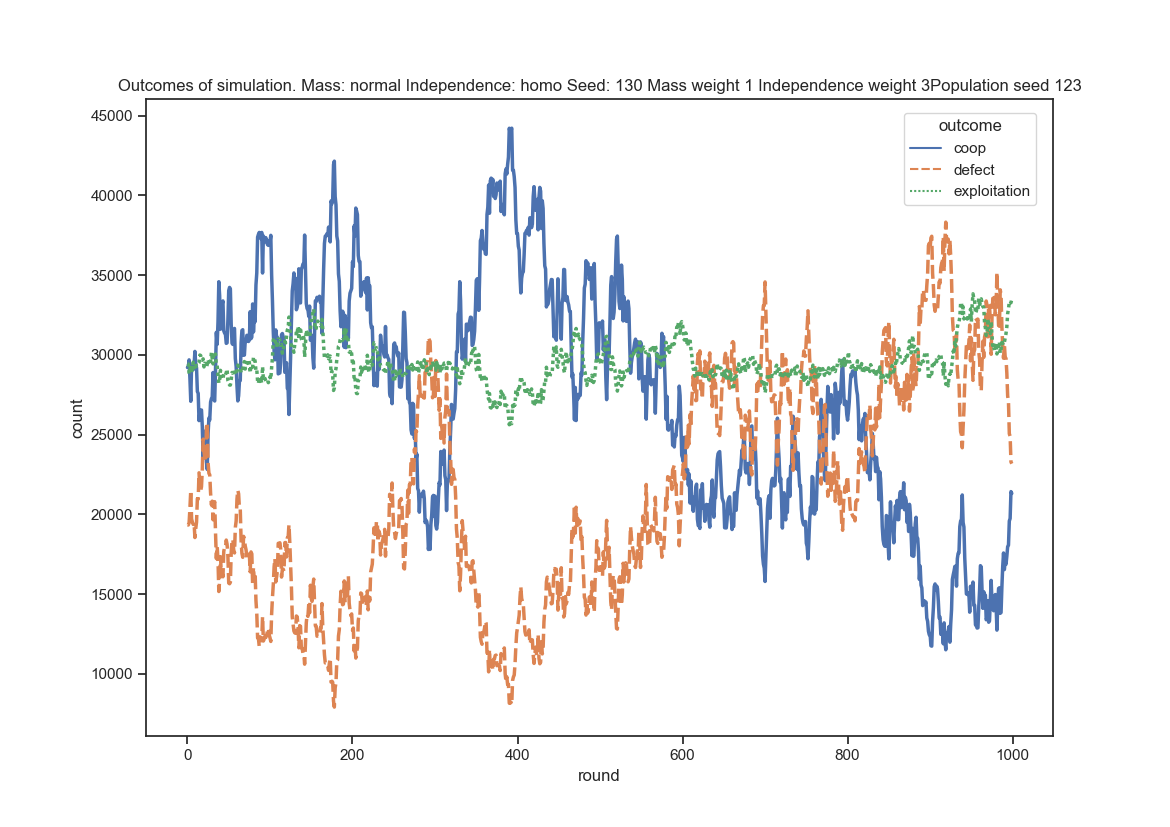 Outcomes of simulation. Mass: normal Independence: homo Seed: 130 Mass weight 1 Independence weight 3Population seed 123
45000
40000
35000
30000
25000
20000
15000
10000
count
outcome
coop
defect
exploitation
0 200 400 600 800 1000
round